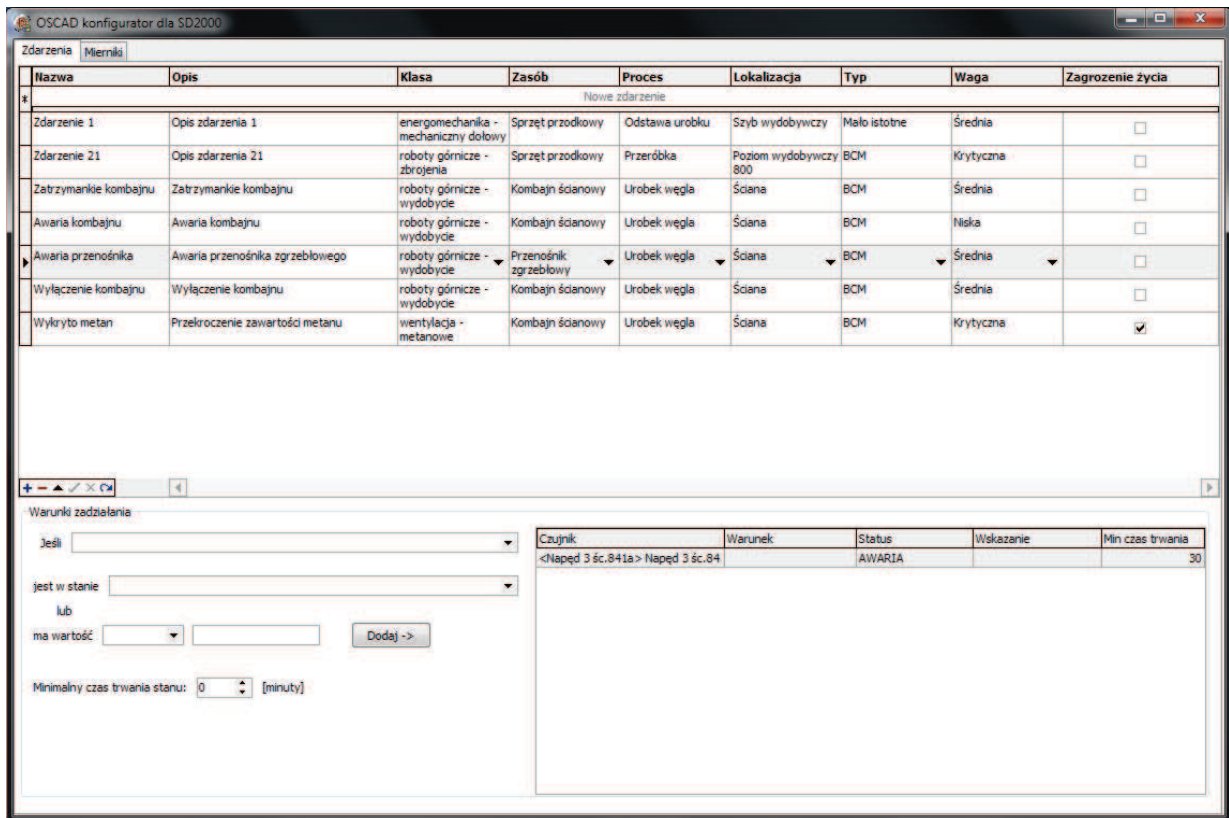 OSCAD konfigurator dla SD2000
Zdarzenia Mierniki
Nazwa Opis Klasa Zasób Proces Lokalizacja Typ Waga Zagrozenie życia
* Nowe zdarzenie
Zdarzenie 1 Opis zdarzenia 1 energomechanika - mechaniczny dołowy Sprzęt przodkowy Odstawa urobku Szyb wydobywczy Mało istotne Średnia
Zdarzenie 21 Opis zdarzenia 21 roboty górnicze - zbrojenia Sprzęt przodkowy Przeróbka Poziom wydobywczy 800 BCM Krytyczna
Zatrzymankie kombajnu Zatrzymankie kombajnu roboty górnicze - wydobycie Kombajn ścianowy Urobek węgla Ściana BCM Średnia
Awaria kombajnu Awaria kombajnu roboty górnicze - wydobycie Kombajn ścianowy Urobek węgla Ściana BCM Niska
Awaria przenośnika Awaria przenośnika zgrzebłowego roboty górnicze - wydobycie Przenośnik zgrzebłowy Urobek węgla Ściana BCM Średnia
Wyłączenie kombajnu Wyłączenie kombajnu roboty górnicze - wydobycie Kombajn ścianowy Urobek węgla Ściana BCM Średnia
Wykryto metan Przekroczenie zawartości metanu wentylacja - metanowe Kombajn ścianowy Urobek węgla Ściana BCM Krytyczna
Warunki zadziałania
Jeśli
jest w stanie
lub
ma wartość Dodaj ->
Minimalny czas trwania stanu: 0 [minuty]
Czujnik Warunek Status Wskazanie Min czas trwania
<Napęd 3 śc.841a> Napęd 3 śc.84 AWARIA 30